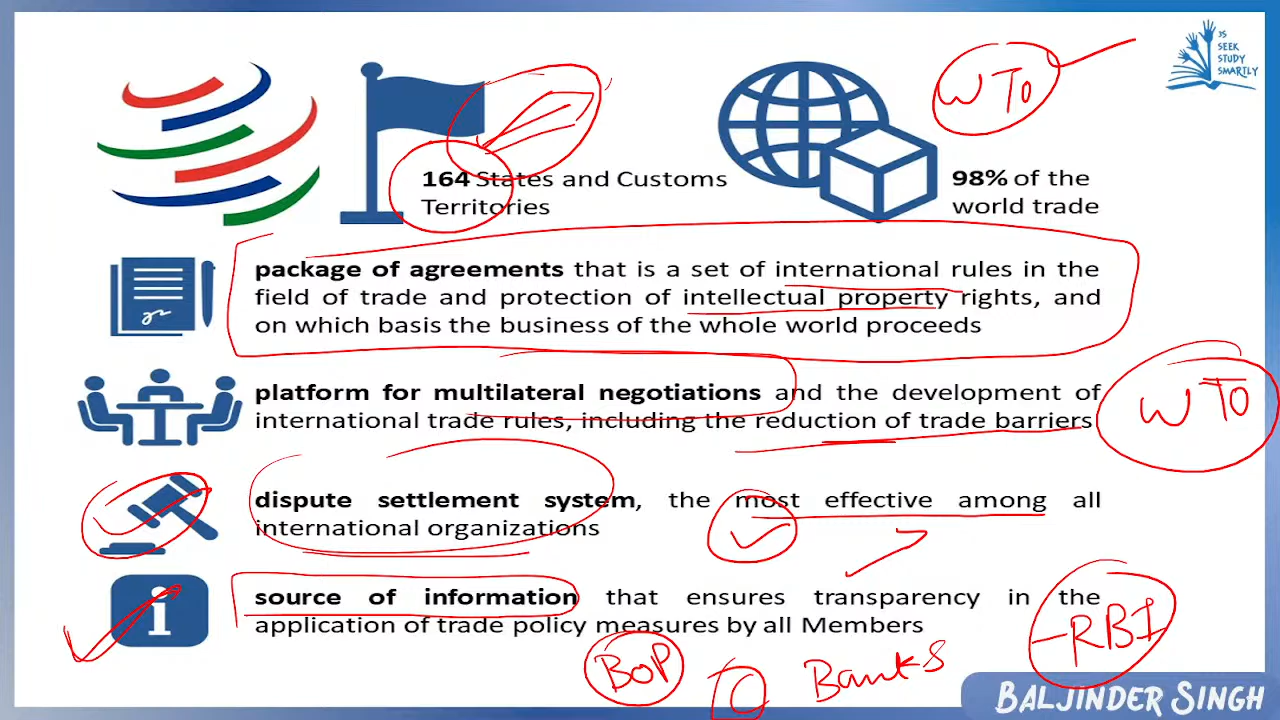 JS
SEEK
STUDY
SMARTLY
W TO
164 States and Customs
Territories
98% of the
world trade
package of agreements that is a set of international rules in the
field of trade and protection of intellectual property rights, and
on which basis the business of the whole world proceeds
platform for multilateral negotiations and the development of
international trade rules, including the reduction of trade barriers
W TO
dispute settlement system, the most effective among all
international organizations
source of information that ensures transparency in the
application of trade policy measures by all Members
-RBI
BOP
Banks
BALJINDER SINGH